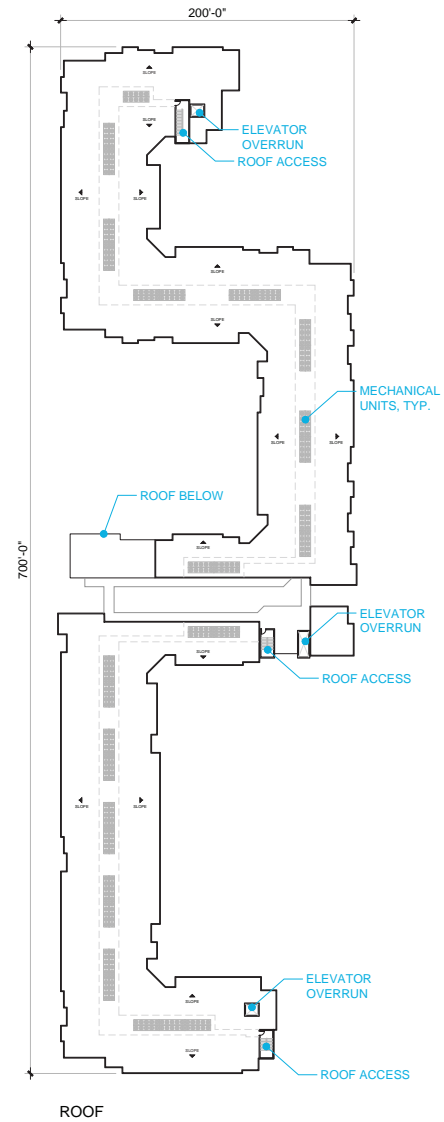 200'-0"
SLOPE
ELEVATOR
OVERRUN
SLOPE
ROOF ACCESS
SLOPE
SLOPE
SLOPE
SLOPE
MECHANICAL
UNITS, TYP.
SLOPE
SLOPE
ROOF BELOW
700'-0"
SLOPE
ELEVATOR
OVERRUN
SLOPE
ROOF ACCESS
SLOPE
SLOPE
ELEVATOR
OVERRUN
SLOPE
SLOPE
ROOF ACCESS
ROOF